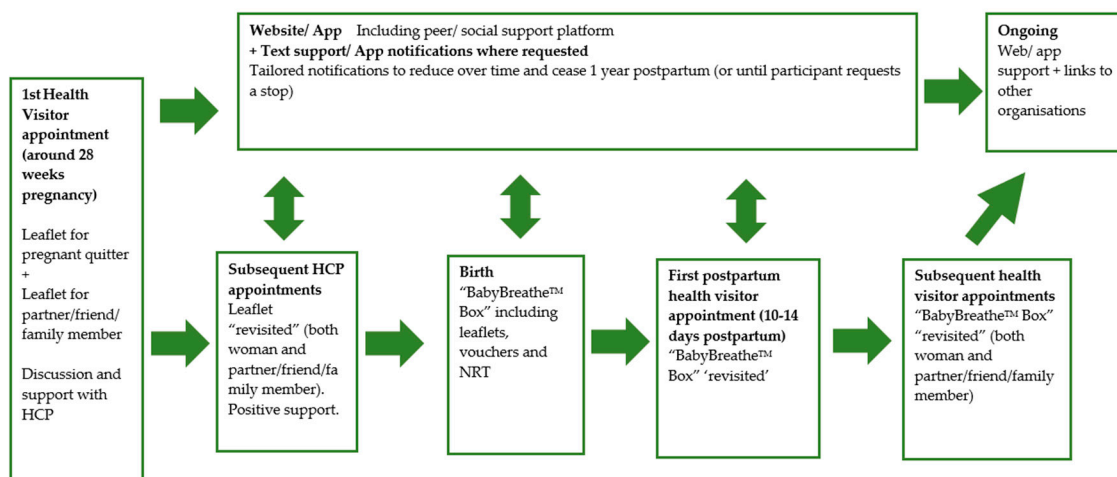 1st Health
Visitor
appointment
(around 28
weeks
pregnancy)
Leaflet for
pregnant quitter
+
Leaflet for
partner/friend/
family member
Discussion and
support with
HCP
Website/ App Including peer/ social support platform
+ Text support/ App notifications where requested
Tailored notifications to reduce over time and cease 1 year postpartum (or until participant requests
a stop)
Ongoing
Web/ app
support + links to
other
organisations
Subsequent HCP
appointments
Leaflet
“revisited” (both
woman and
partner/friend/fa
mily member).
Positive support.
Birth
“BabyBreathe™
Box” including
leaflets,
vouchers and
NRT
First postpartum
health visitor
appointment (10-14
days postpartum)
“BabyBreathe™
Box” ‘revisited’
Subsequent health
visitor appointments
“BabyBreathe™ Box”
“revisited” (both
woman and
partner/friend/family
member)